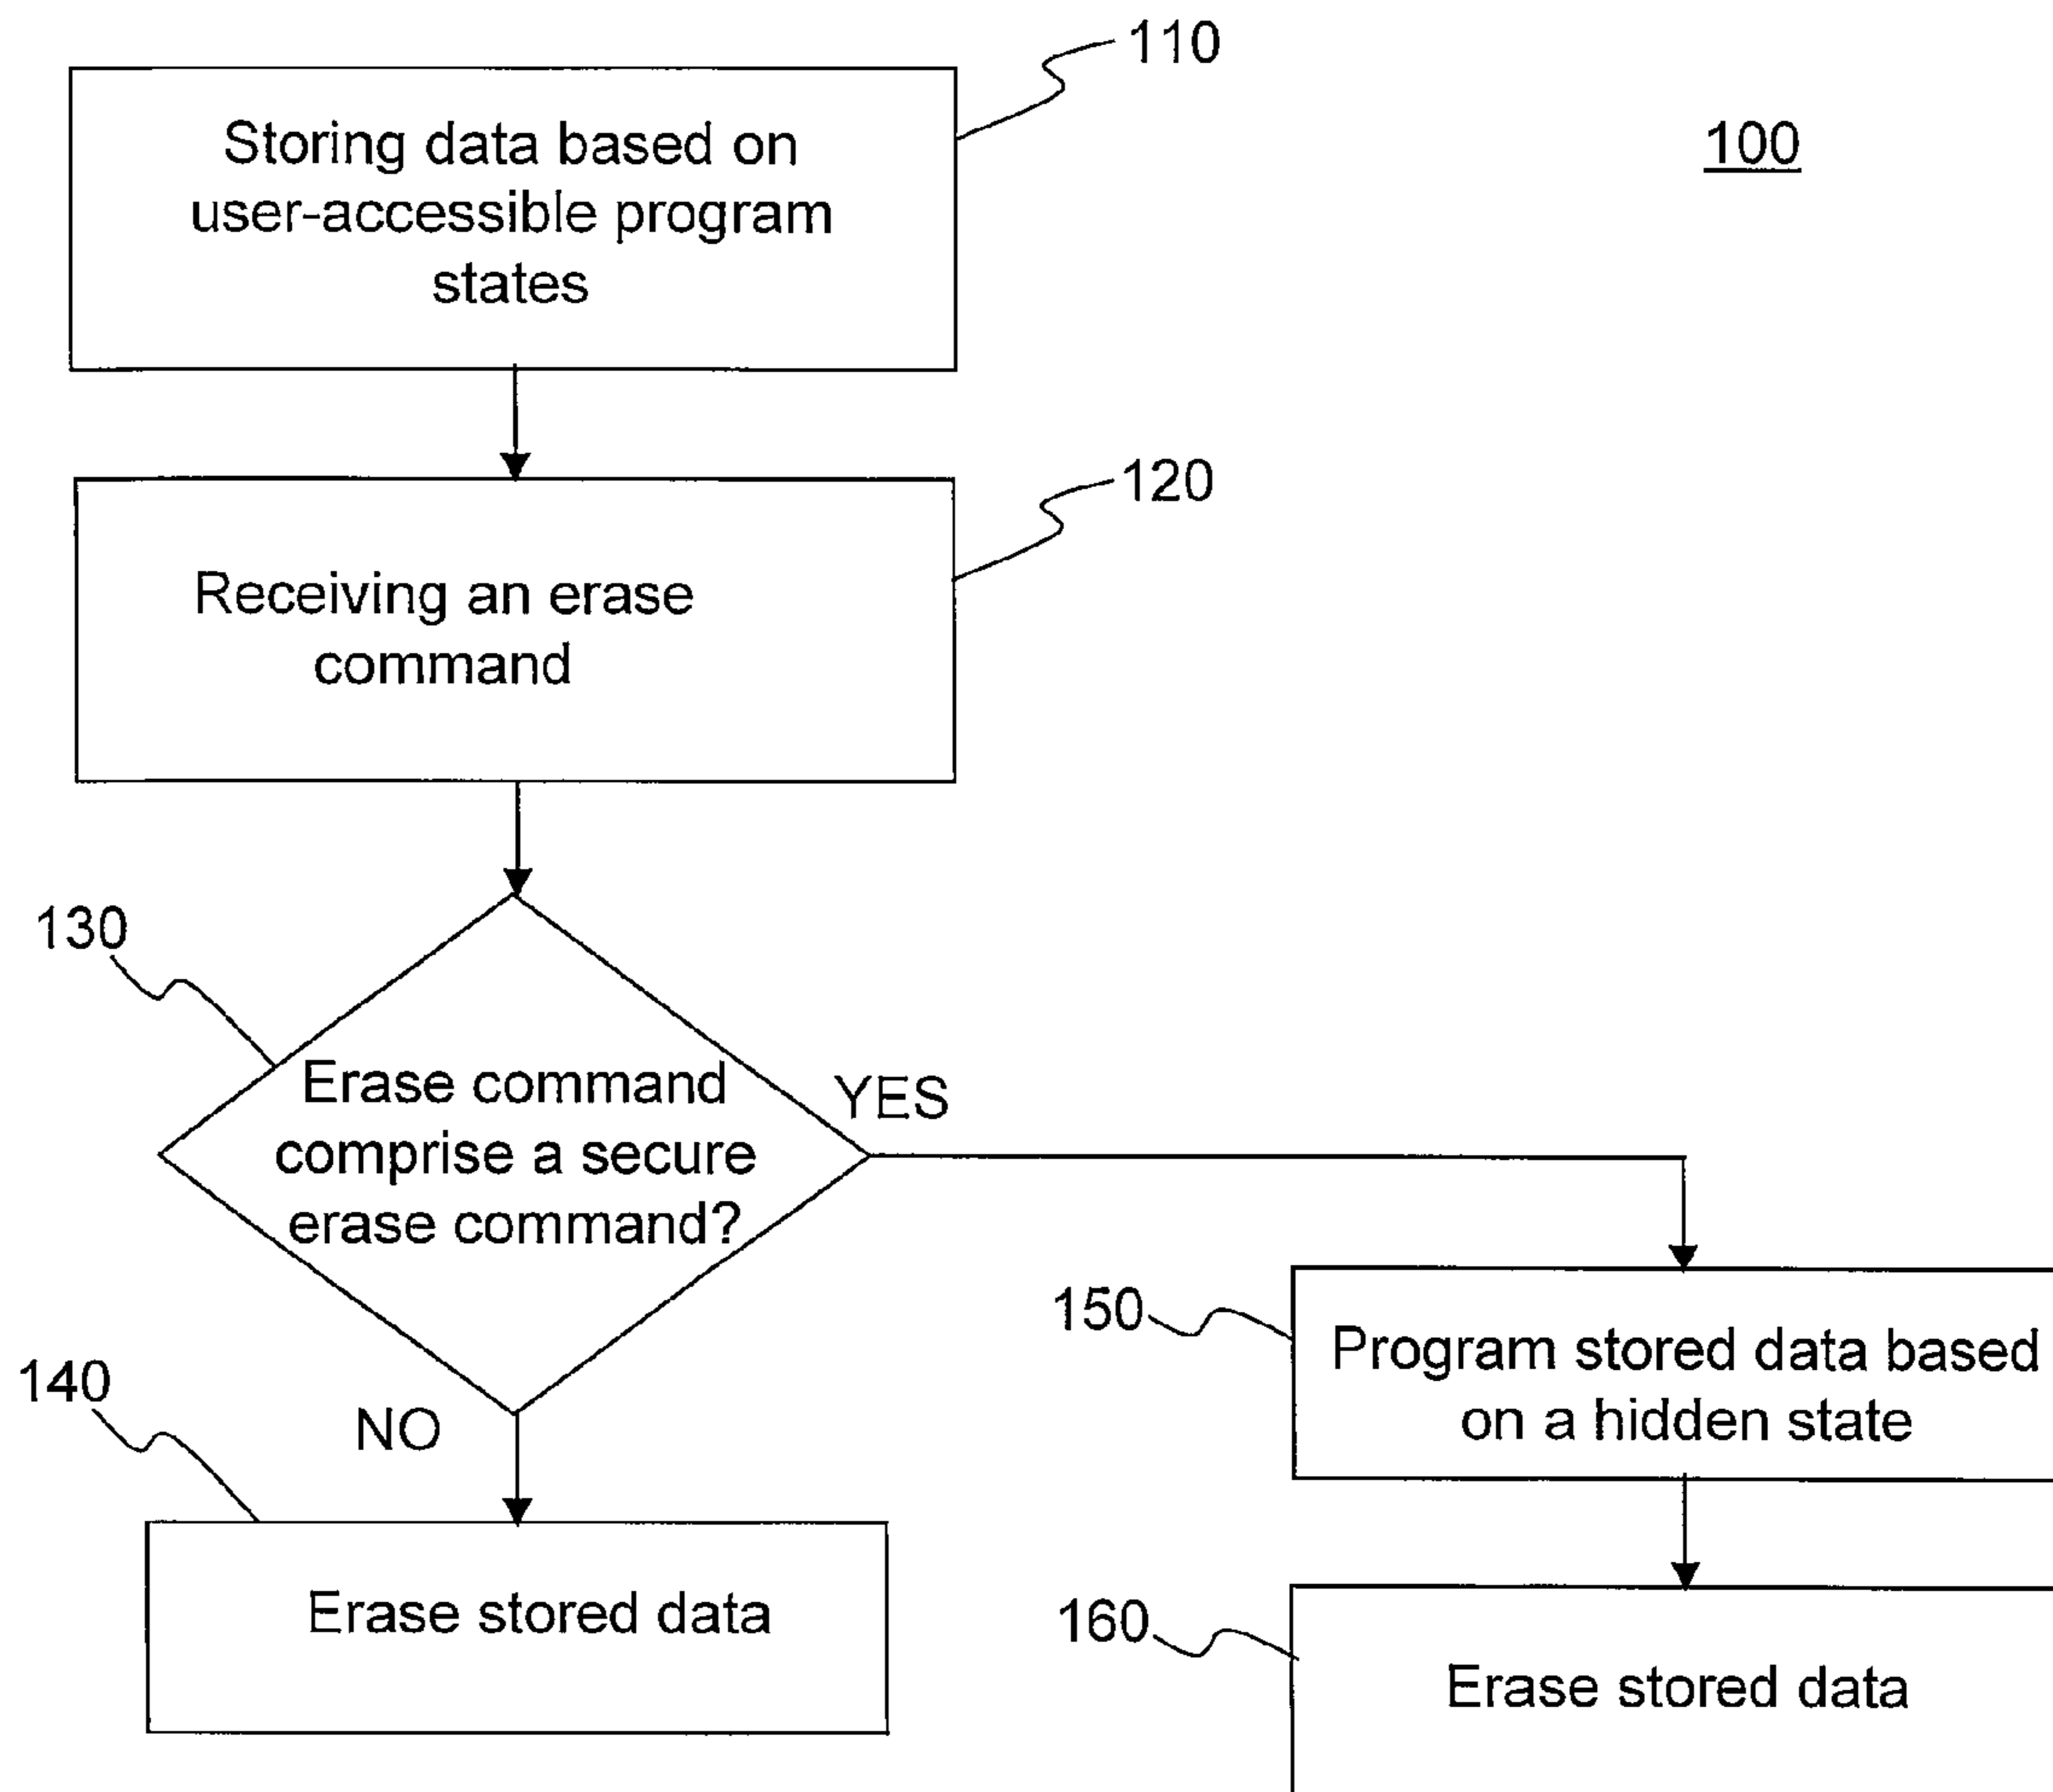 110
Storing data based on
user-accessible program
states
100
120
Receiving an erase
command
130
Erase command
comprise a secure
erase command?
YES
150
Program stored data based
on a hidden state
140
NO
Erase stored data
160
Erase stored data